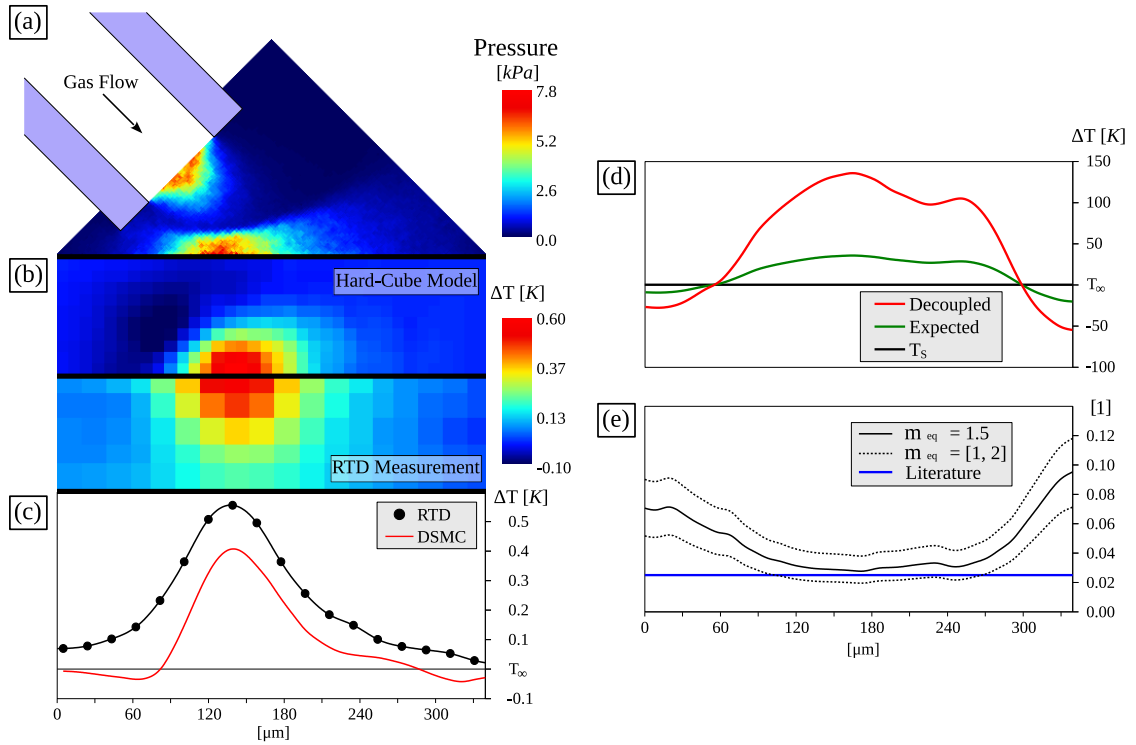 (a)
Gas Flow
Pressure
[kPa]
7.8
5.2
2.6
0.0
(b)
Hard-Cube Model
RTD Measurement
ΔT [K]
0.60
0.37
0.13
-0.10
(c)
RTD
DSMC
ΔT [K]
0.5
0.4
0.3
0.2
0.1
T∞
-0.1
0 60 120 180 240 300
[μm]
(d)
ΔT [K]
150
100
50
T∞
-50
-100
Decoupled
Expected
TS
(e)
[1]
m eq = 1.5
m eq = [1, 2]
Literature
0.12
0.10
0.08
0.06
0.04
0.02
0.00
0 60 120 180 240 300
[μm]